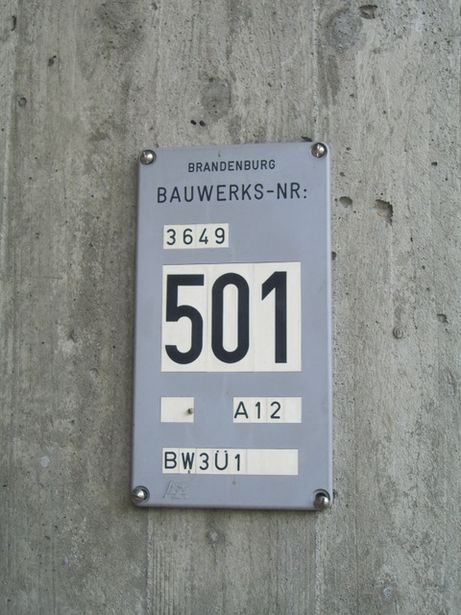 BRANDENBURG
BAUWERKS-NR:
3649
501
A12
BW3Ü1